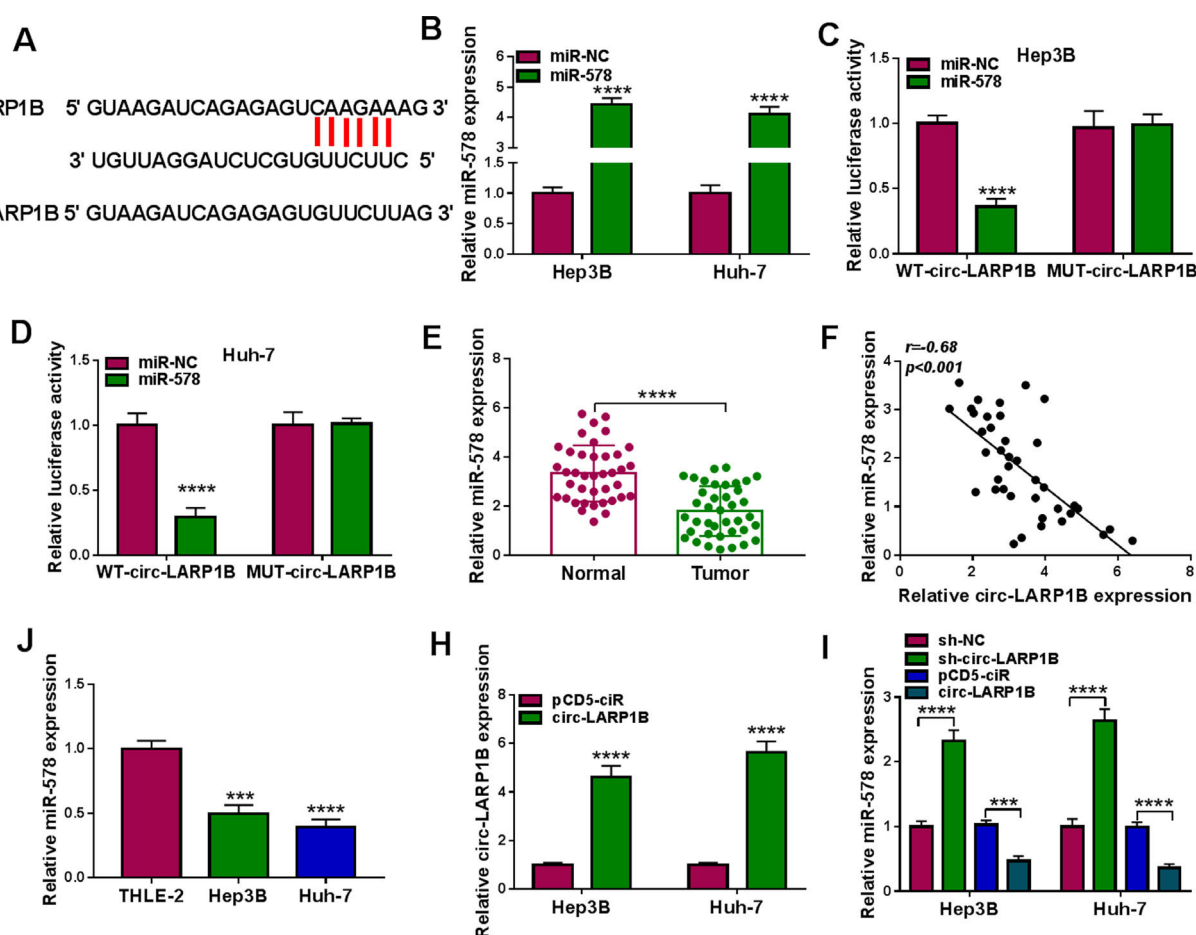 A
RP1B 5' GUAAGAUCAGAGAGUCAAGAAAG 3'
3' UGUUAGGAUCUCGUGUUCUUC 5'
ARP1B 5' GUAAGAUCAGAGAGUGUUCUUAG 3'
B
miR-NC
miR-578
Relative miR-578 expression
6
5
4
3
1.5
1.0
0.5
0.0
****
****
Hep3B
Huh-7
C
Hep3B
miR-NC
miR-578
Relative luciferase activity
1.5
1.0
0.5
0.0
****
WT-circ-LARP1B
MUT-circ-LARP1B
D
Huh-7
miR-NC
miR-578
Relative luciferase activity
1.5
1.0
0.5
0.0
****
WT-circ-LARP1B
MUT-circ-LARP1B
E
Relative miR-578 expression
8
6
4
2
0
****
Normal
Tumor
F
r=-0.68
p<0.001
Relative miR-578 expression
4
3
2
1
0
0 2 4 6 8
Relative circ-LARP1B expression
J
Relative miR-578 expression
1.5
1.0
0.5
0.0
***
****
THLE-2
Hep3B
Huh-7
H
pCD5-ciR
circ-LARP1B
Relative circ-LARP1B expression
8
6
4
2
0
****
****
Hep3B
Huh-7
I
sh-NC
sh-circ-LARP1B
pCD5-ciR
circ-LARP1B
Relative miR-578 expression
3
2
1
0
****
***
****
****
Hep3B
Huh-7